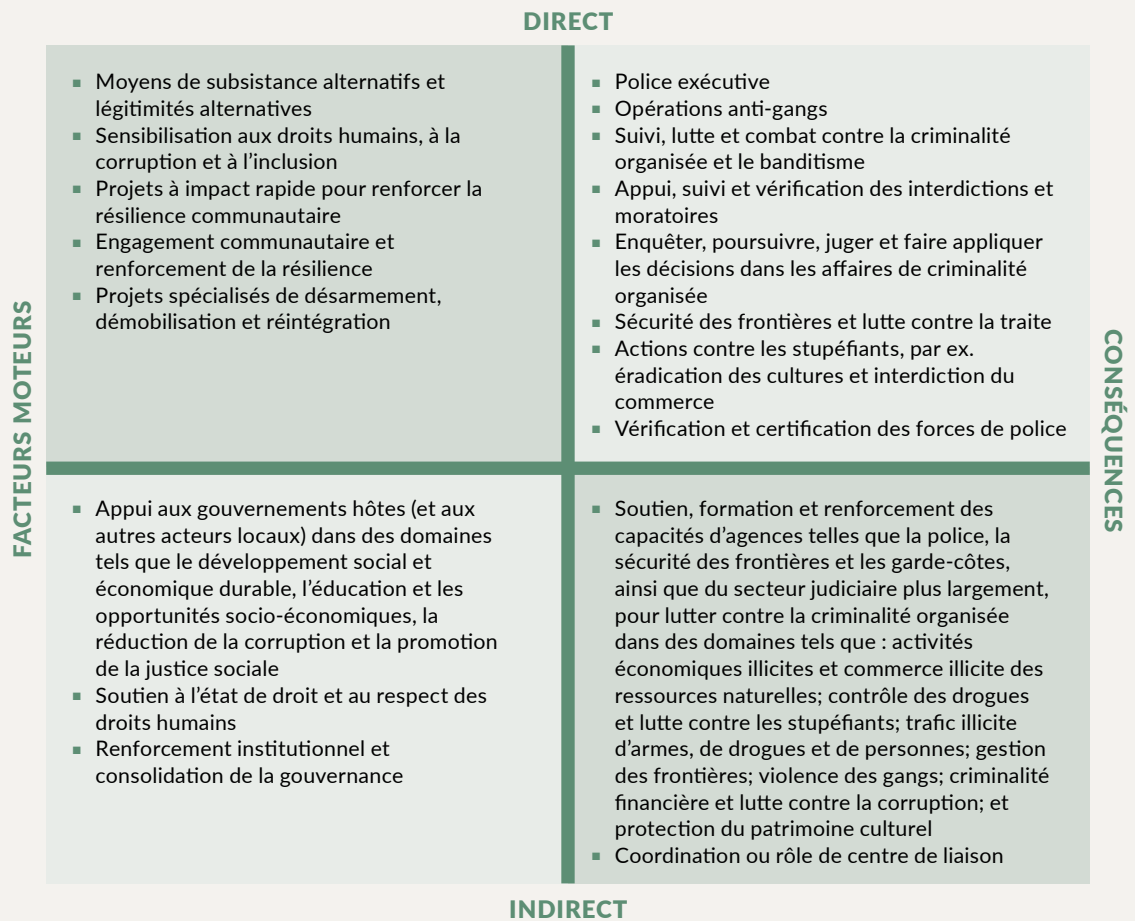 DIRECT
FACTEURS MOTEURS
▪ Moyens de subsistance alternatifs et
légitimités alternatives
▪ Sensibilisation aux droits humains, à la
corruption et à l’inclusion
▪ Projets à impact rapide pour renforcer la
résilience communautaire
▪ Engagement communautaire et
renforcement de la résilience
▪ Projets spécialisés de désarmement,
démobilisation et réintégration
▪ Police exécutive
▪ Opérations anti-gangs
▪ Suivi, lutte et combat contre la criminalité
organisée et le banditisme
▪ Appui, suivi et vérification des interdictions et
moratoires
▪ Enquêter, poursuivre, juger et faire appliquer
les décisions dans les affaires de criminalité
organisée
▪ Sécurité des frontières et lutte contre la traite
▪ Actions contre les stupéfiants, par ex.
éradication des cultures et interdiction du
commerce
▪ Vérification et certification des forces de police
CONSÉQUENCES
▪ Appui aux gouvernements hôtes (et aux
autres acteurs locaux) dans des domaines
tels que le développement social et
économique durable, l’éducation et les
opportunités socio-économiques, la
réduction de la corruption et la promotion
de la justice sociale
▪ Soutien à l’état de droit et au respect des
droits humains
▪ Renforcement institutionnel et
consolidation de la gouvernance
▪ Soutien, formation et renforcement des
capacités d’agences telles que la police, la
sécurité des frontières et les garde-côtes,
ainsi que du secteur judiciaire plus largement,
pour lutter contre la criminalité organisée
dans des domaines tels que : activités
économiques illicites et commerce illicite des
ressources naturelles; contrôle des drogues
et lutte contre les stupéfiants; trafic illicite
d’armes, de drogues et de personnes; gestion
des frontières; violence des gangs; criminalité
financière et lutte contre la corruption; et
protection du patrimoine culturel
▪ Coordination ou rôle de centre de liaison
INDIRECT